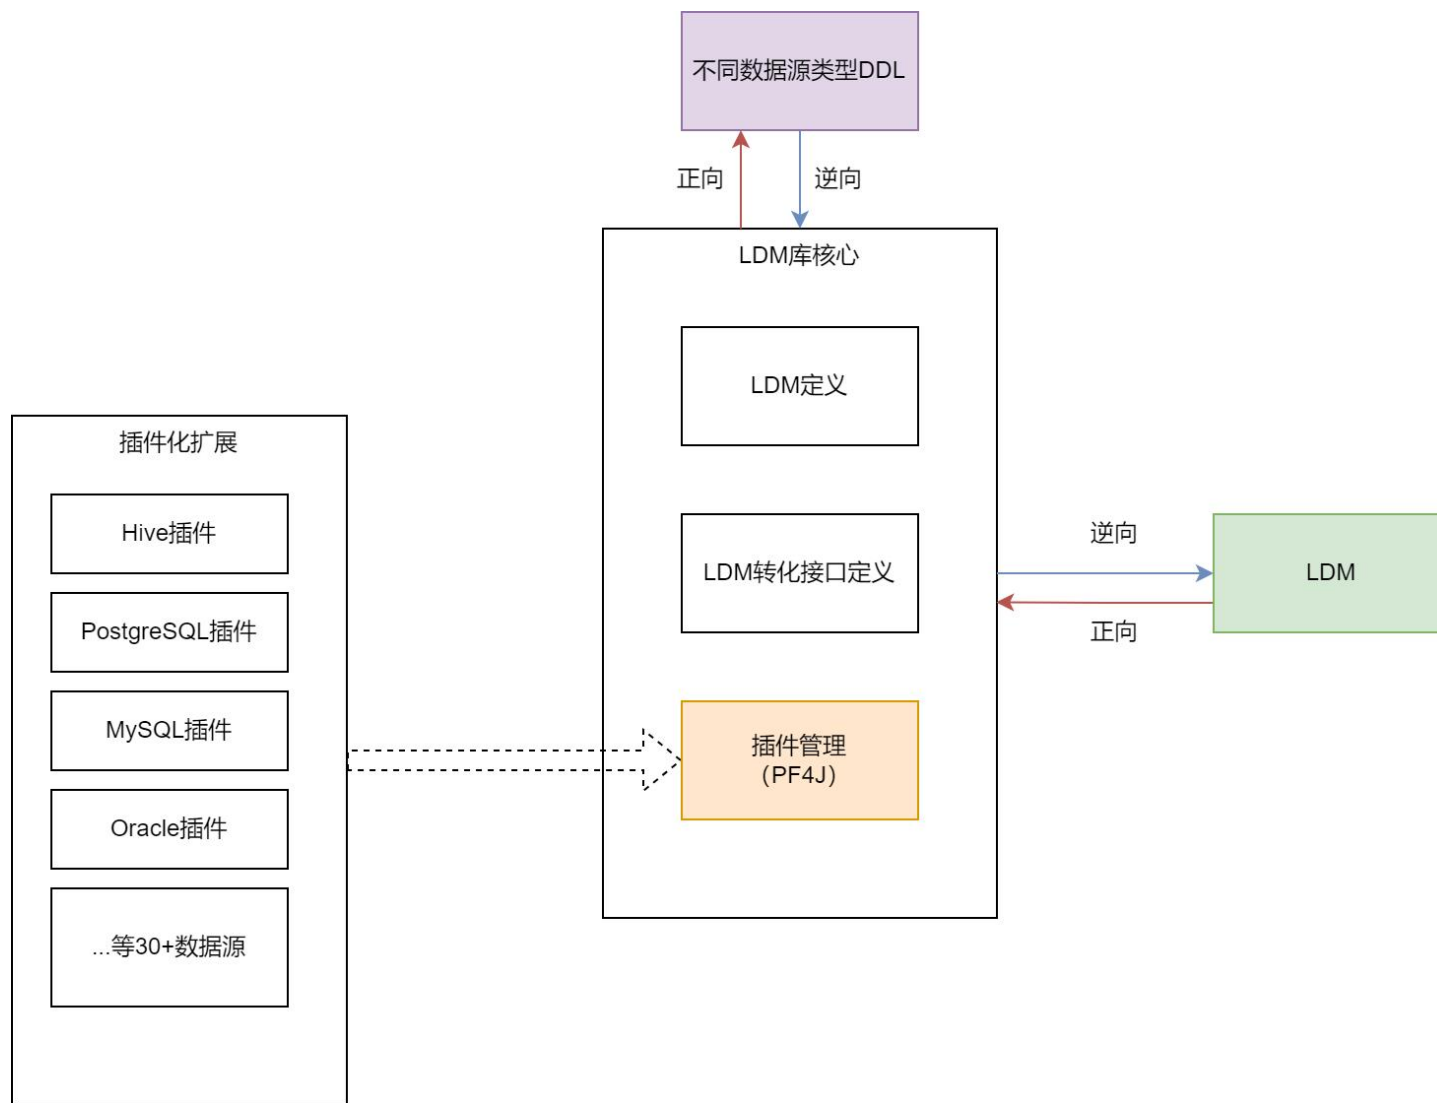 不同数据源类型DDL
正向
逆向
LDM库核心
LDM定义
LDM转化接口定义
插件管理
（PF4J）
插件化扩展
Hive插件
PostgreSQL插件
MySQL插件
Oracle插件
...等30+数据源
逆向
正向
LDM